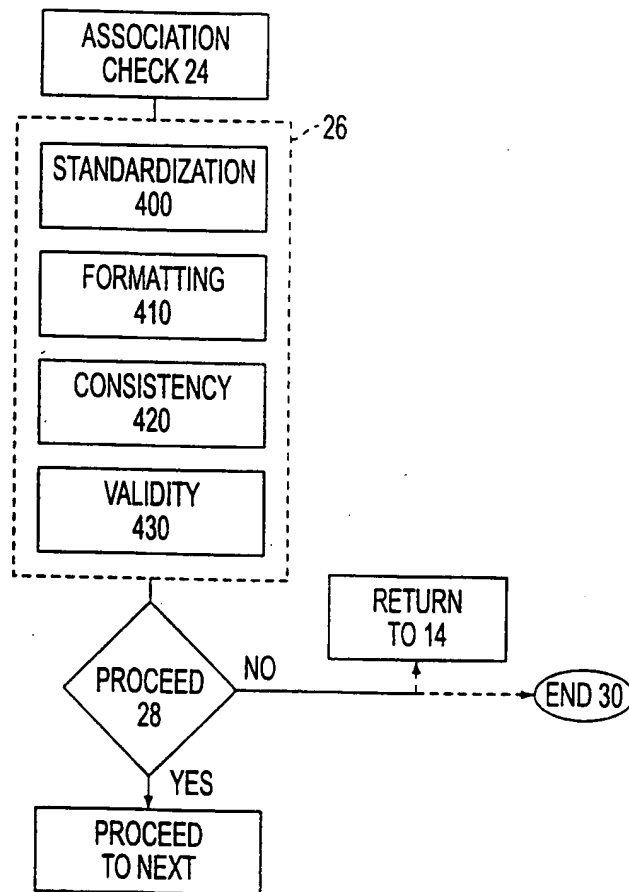 ASSOCIATION
CHECK 24
26
STANDARDIZATION
400
FORMATTING
410
CONSISTENCY
420
VALIDITY
430
RETURN
TO 14
PROCEED
28
NO
END 30
YES
PROCEED
TO NEXT